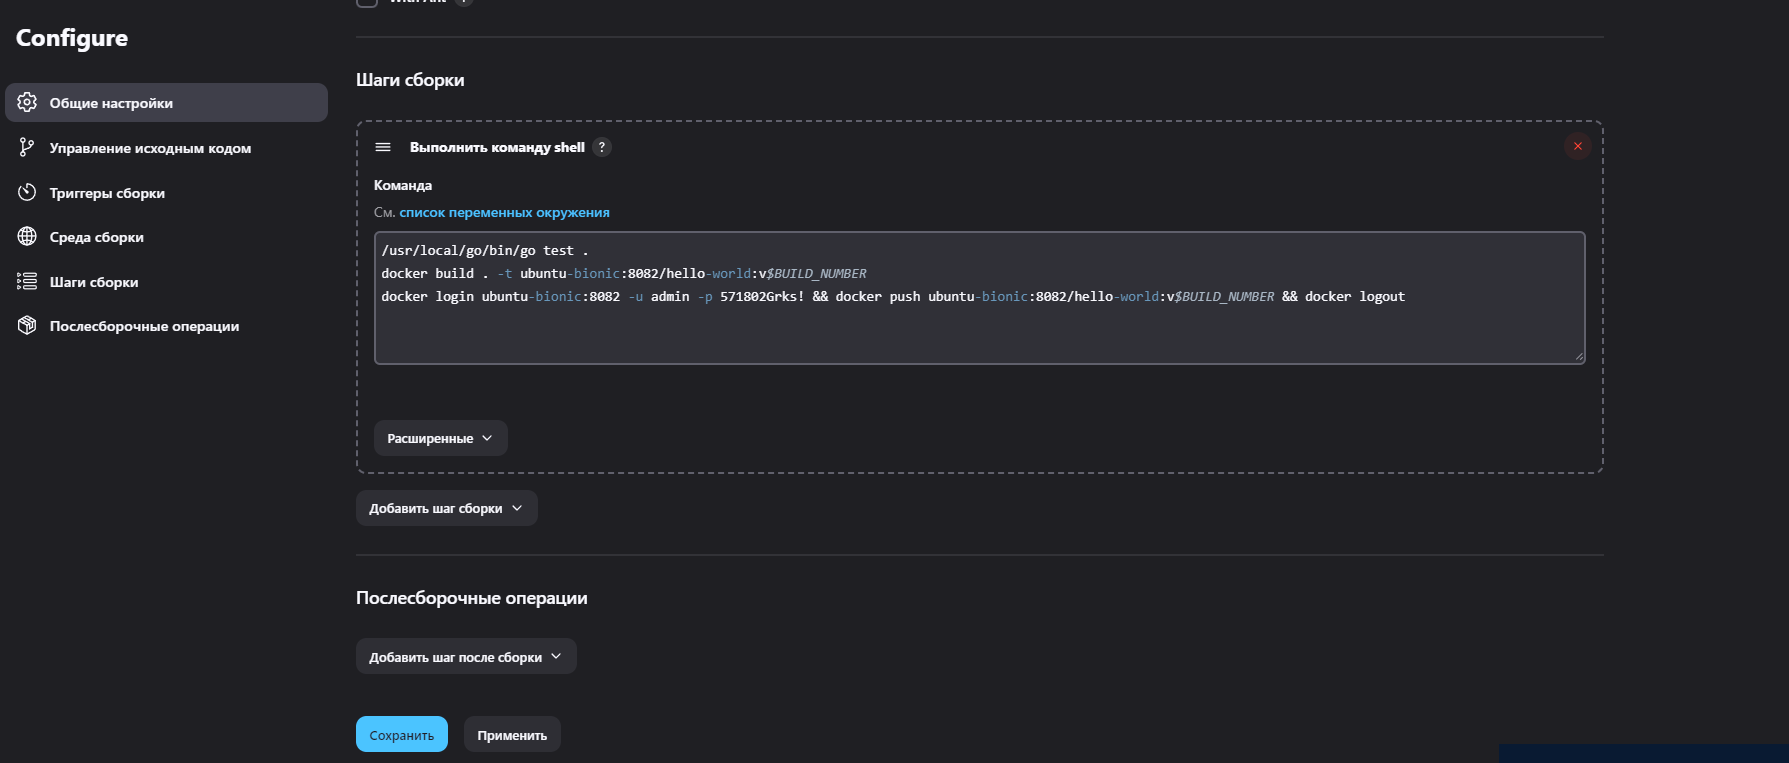 Configure
Общие настройки
Управление исходным кодом
Триггеры сборки
Среда сборки
Шаги сборки
Послесборочные операции
With Ant ?
Шаги сборки
Выполнить команду shell ?
Команда
См. список переменных окружения
/usr/local/go/bin/go test .
docker build . -t ubuntu-bionic:8082/hello-world:v$BUILD_NUMBER
docker login ubuntu-bionic:8082 -u admin -p 571802Grks! && docker push ubuntu-bionic:8082/hello-world:v$BUILD_NUMBER && docker logout
Расширенные
Добавить шаг сборки
Послесборочные операции
Добавить шаг после сборки
Сохранить
Применить